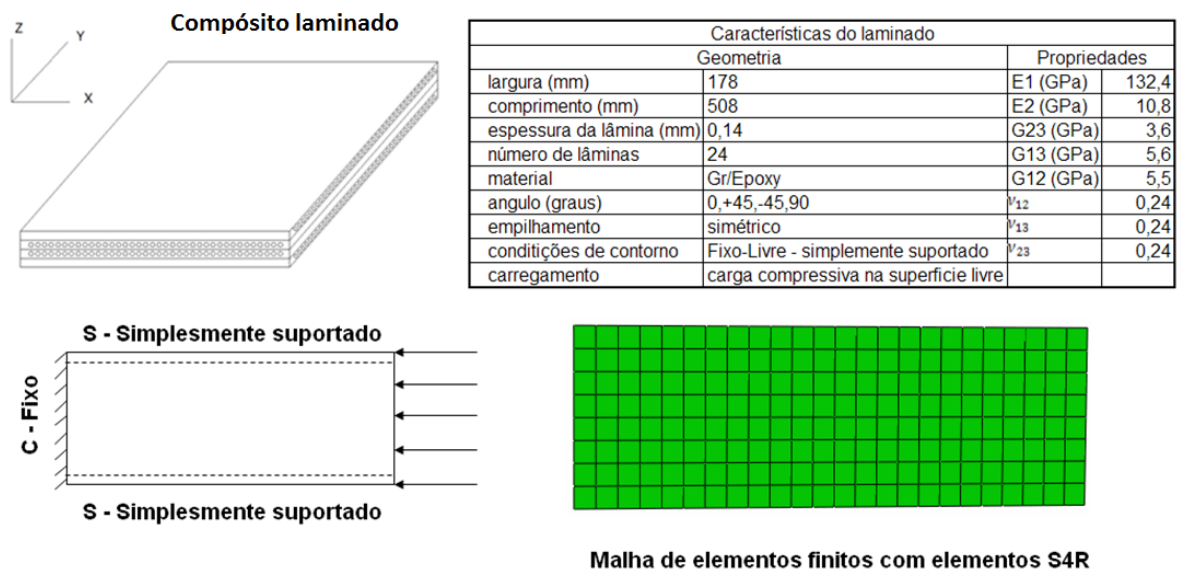 Compósito laminado
Z
Y
X
Características do laminado
Geometria Propriedades
largura (mm) 178 E1 (GPa) 132,4
comprimento (mm) 508 E2 (GPa) 10,8
espessura da lâmina (mm) 0,14 G23 (GPa) 3,6
número de lâminas 24 G13 (GPa) 5,6
material Gr/Epoxy G12 (GPa) 5,5
angulo (graus) 0,+45,-45,90 ν12 0,24
empilhamento simétrico ν13 0,24
conditições de contorno Fixo-Livre - simplemente suportado ν23 0,24
carregamento carga compressiva na superficie livre
S - Simplesmente suportado
C - Fixo
S - Simplesmente suportado
Malha de elementos finitos com elementos S4R